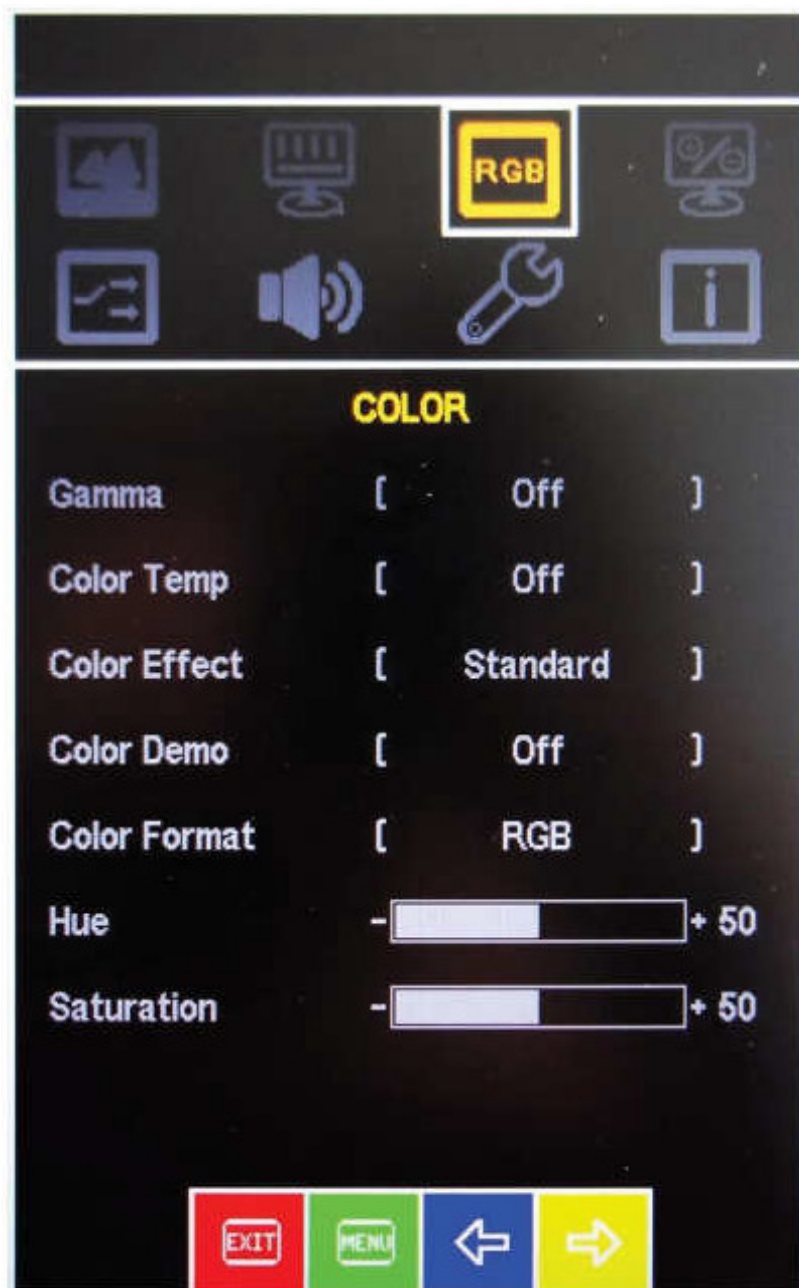 RGB
COLOR
Gamma [ Off ]
Color Temp [ Off ]
Color Effect [ Standard ]
Color Demo [ Off ]
Color Format [ RGB ]
Hue - + 50
Saturation - + 50
EXIT MENU